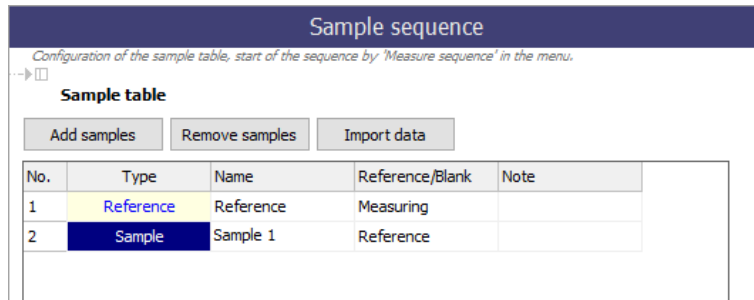 Sample sequence
Configuration of the sample table, start of the sequence by 'Measure sequence' in the menu.
Sample table
Add samples Remove samples Import data
No. Type Name Reference/Blank Note
1 Reference Reference Measuring
2 Sample Sample 1 Reference